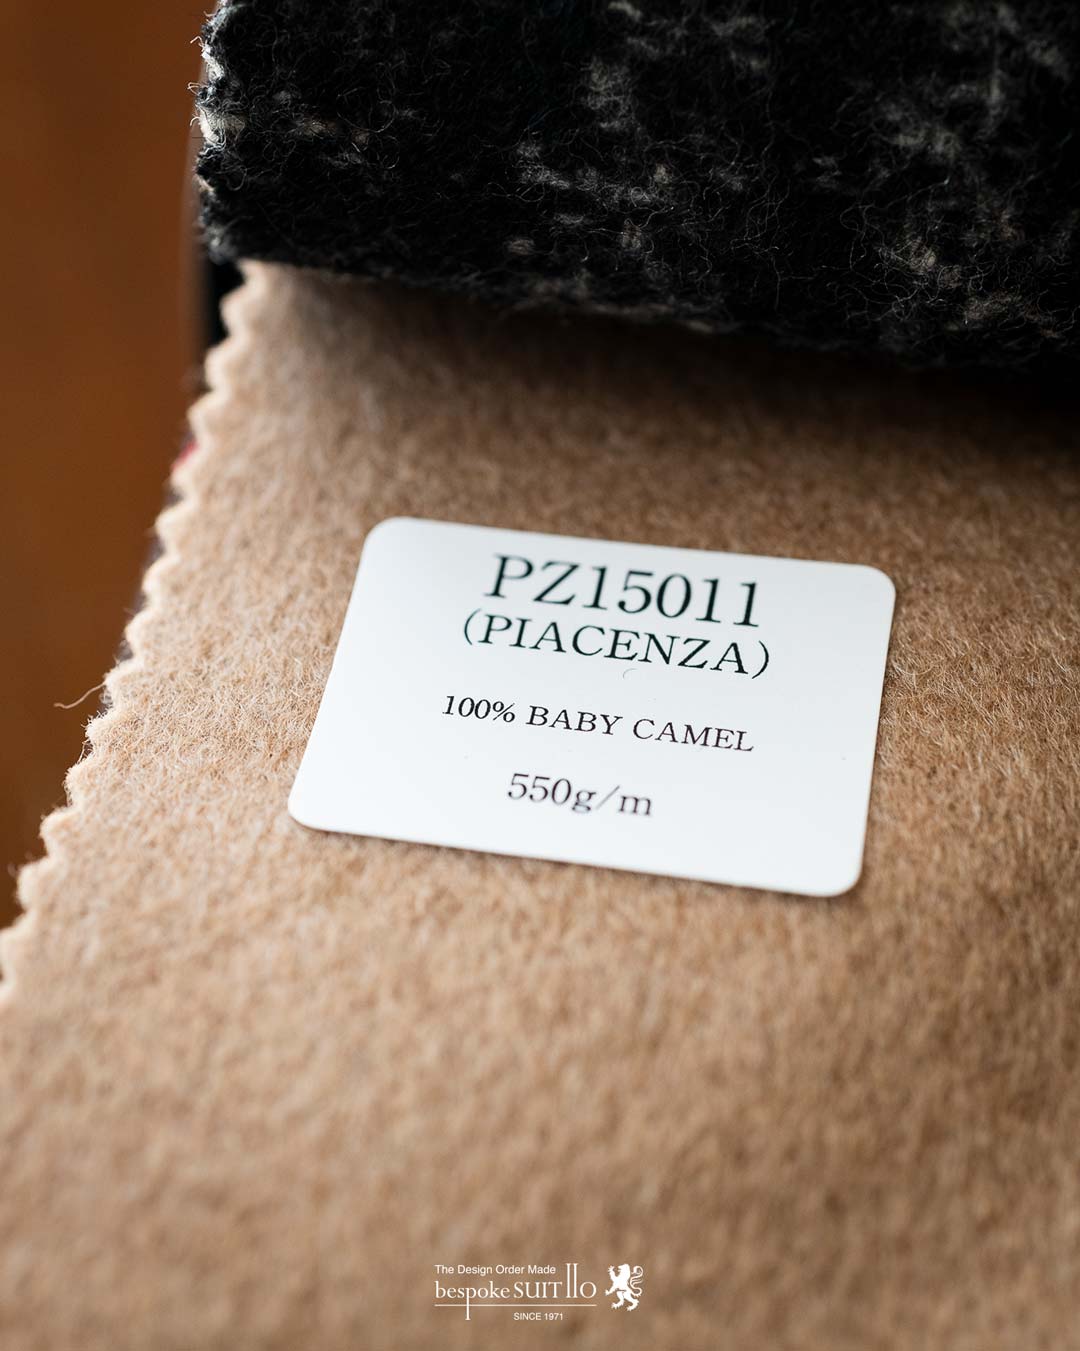 PZ15011
(PIACENZA)
100% BABY CAMEL
550g/m
The Design Order Made
bespoke SUIT llo
SINCE 1971